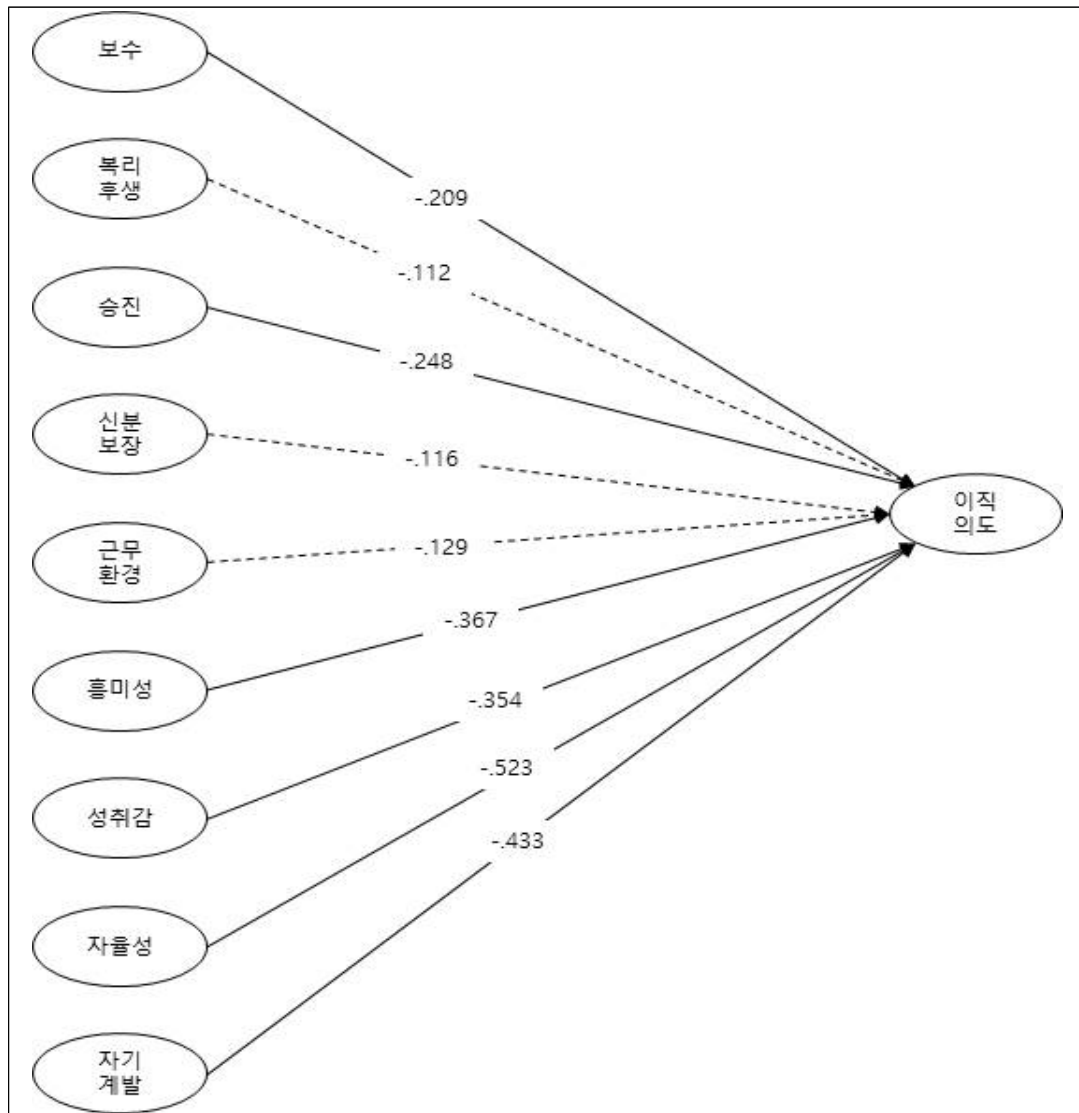 보수
-.209
복리
후생
-.112
승진
-.248
신분
보장
-.116
근무
환경
-.129
이직
의도
흥미성
-.367
성취감
-.354
자율성
-.523
자기
계발
-.433